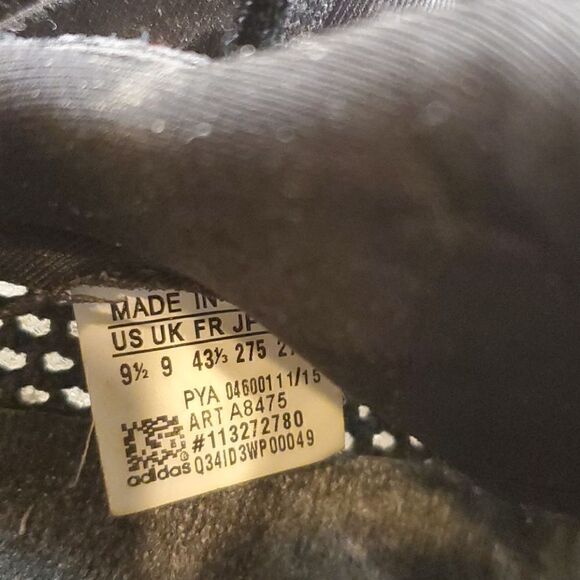 MADE IN
US UK FR JP
9½ 9 43⅓ 275
PYA 04600111/15
ART A8475
#113272780
adidas® Q34ID3WP00049